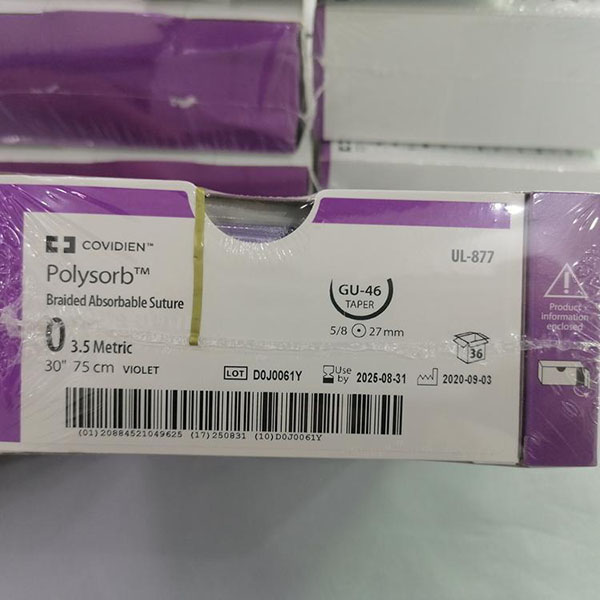 COVIDIEN™
UL-877
Polysorb™
Braided Absorbable Suture
GU-46
TAPER
5/8 27mm
0 3.5 Metric
30" 75 cm VIOLET
36
LOT D0J0061Y
Use by 2025-08-31
2020-09-03
(01)20884521049625 (17)250831 (10)D0J0061Y
Product
information
enclosed